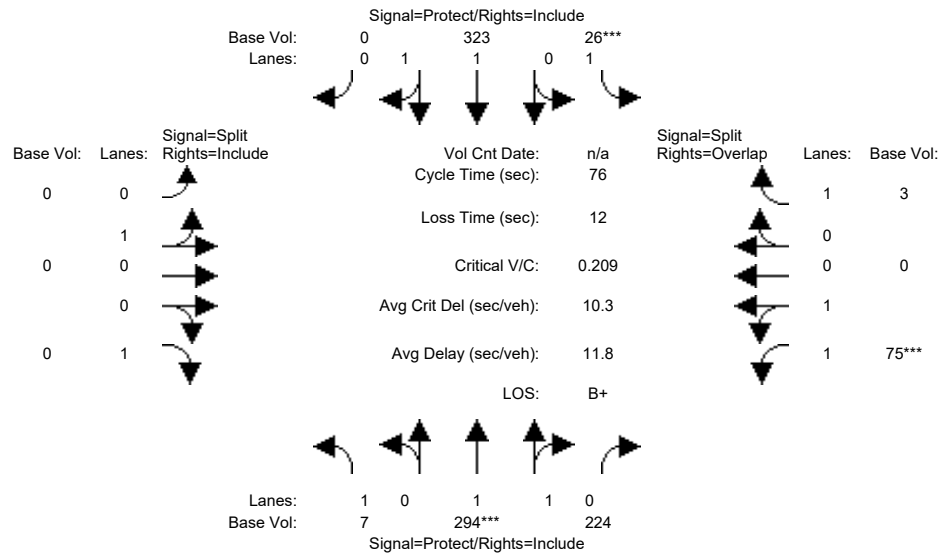 Signal=Protect/Rights=Include
Base Vol: 0 323 26***
Lanes: 0 1 1 0 1
Signal=Split Signal=Split
Base Vol: Lanes: Rights=Include Vol Cnt Date: n/a Rights=Overlap Lanes: Base Vol:
Cycle Time (sec): 76
0 0 1 3
Loss Time (sec): 12
1 0
0 0 Critical V/C: 0.209 0 0
0 Avg Crit Del (sec/veh): 10.3 1
0 1 Avg Delay (sec/veh): 11.8 1 75***
LOS: B+
Lanes: 1 0 1 1 0
Base Vol: 7 294*** 224
Signal=Protect/Rights=Include